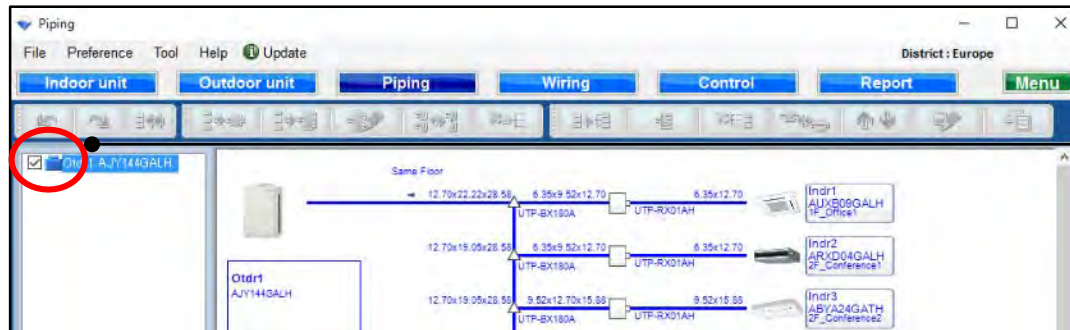 Piping
File Preference Tool Help Update
District : Europe
Indoor unit Outdoor unit Piping Wiring Control Report Menu
Otdr1 AJY144GALH
Same Floor
12.70x22.22x28.58 6.35x9.52x12.70 6.35x12.70
UTP-BX180A UTP-RX01AH
Indr1
AUXB09GALH
1F_Office1
12.70x19.05x28.58 6.35x9.52x12.70 6.35x12.70
UTP-BX180A UTP-RX01AH
Indr2
ARXD04GALH
2F_Conference1
Otdr1
AJY144GALH
12.70x19.05x28.58 9.52x12.70x15.88 9.52x15.88
UTP-BX180A UTP-RX01AH
Indr3
ABYA24GATH
2F_Conference2